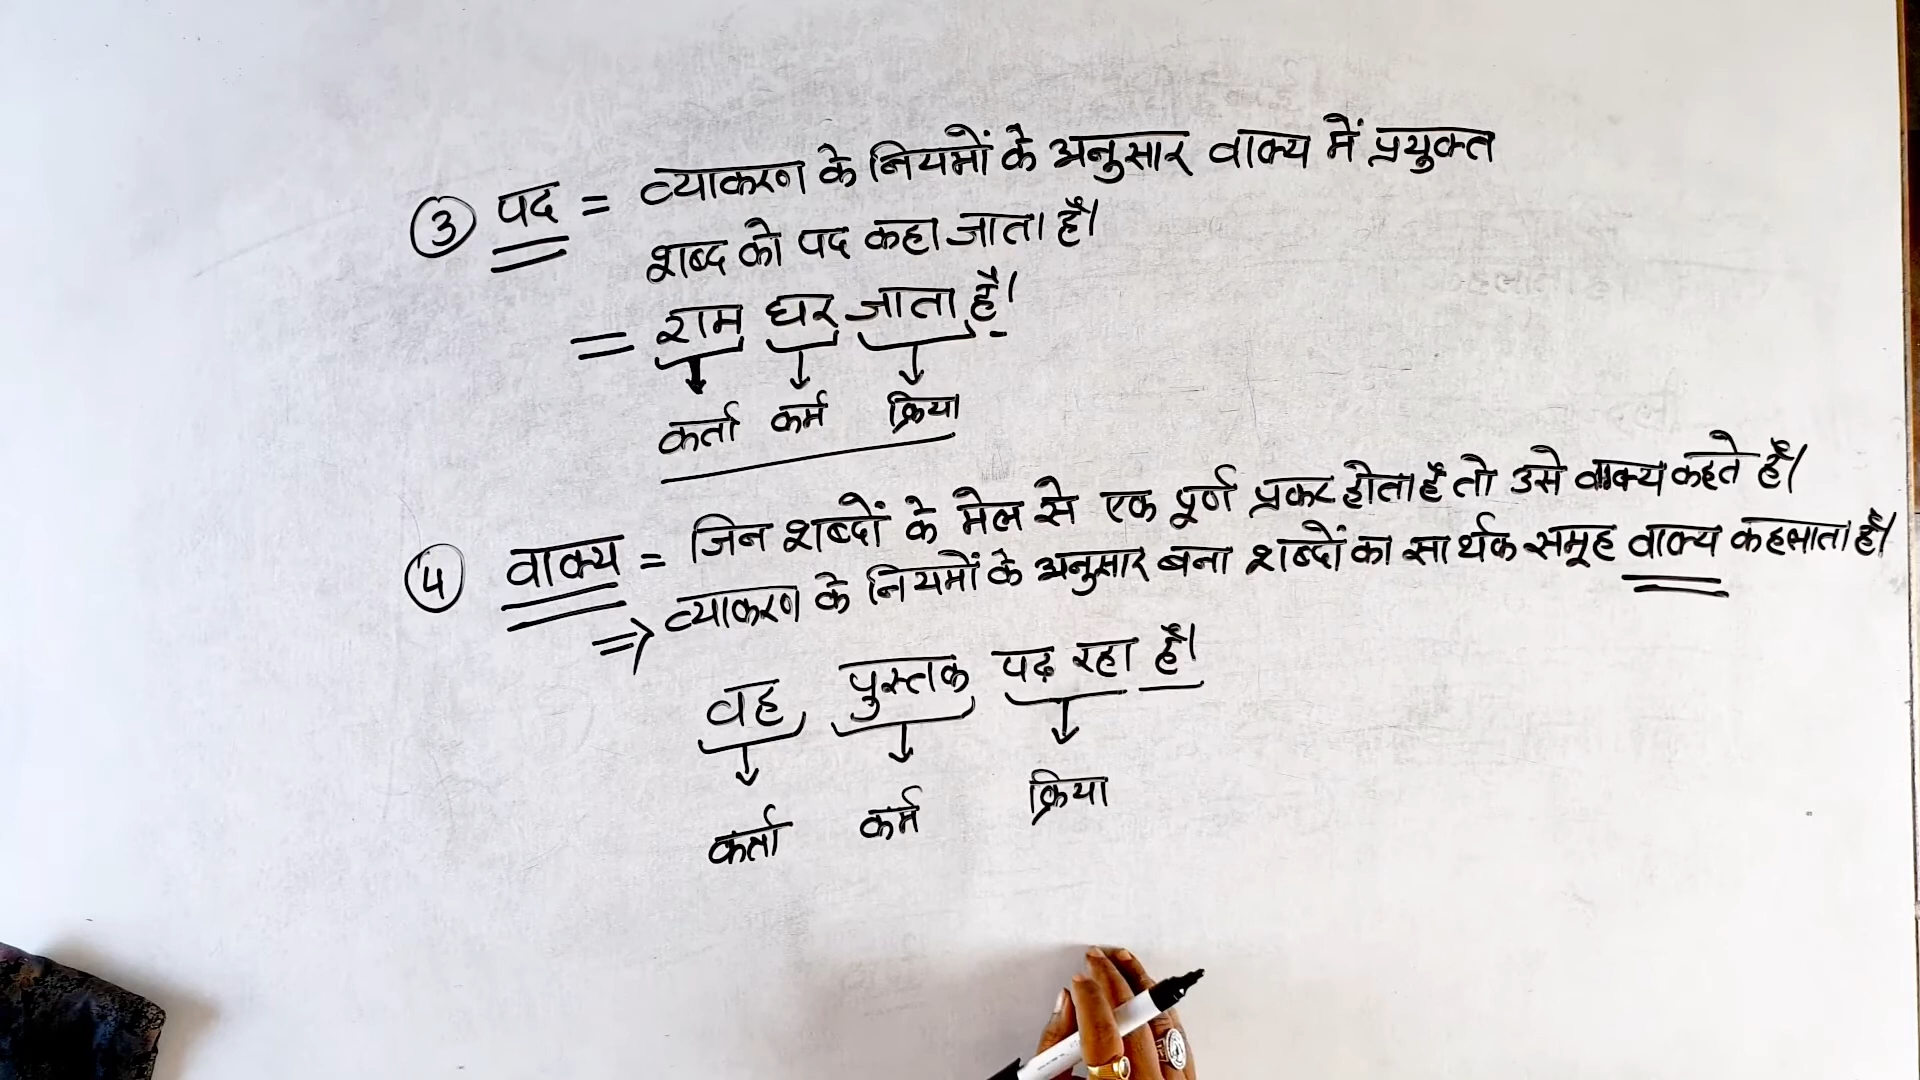 ③ पद = व्याकरण के नियमों के अनुसार वाक्य में प्रयुक्त
शब्द को पद कहा जाता है।
= राम घर जाता है।
कर्ता कर्म क्रिया
④ वाक्य = जिन शब्दों के मेल से एक पूर्ण प्रकर होता है तो उसे वाक्य कहते हैं।
⇒ व्याकरण के नियमों के अनुसार बना शब्दों का सार्थक समूह वाक्य कहलाता है।
वह पुस्तक पढ़ रहा है।
कर्ता कर्म क्रिया